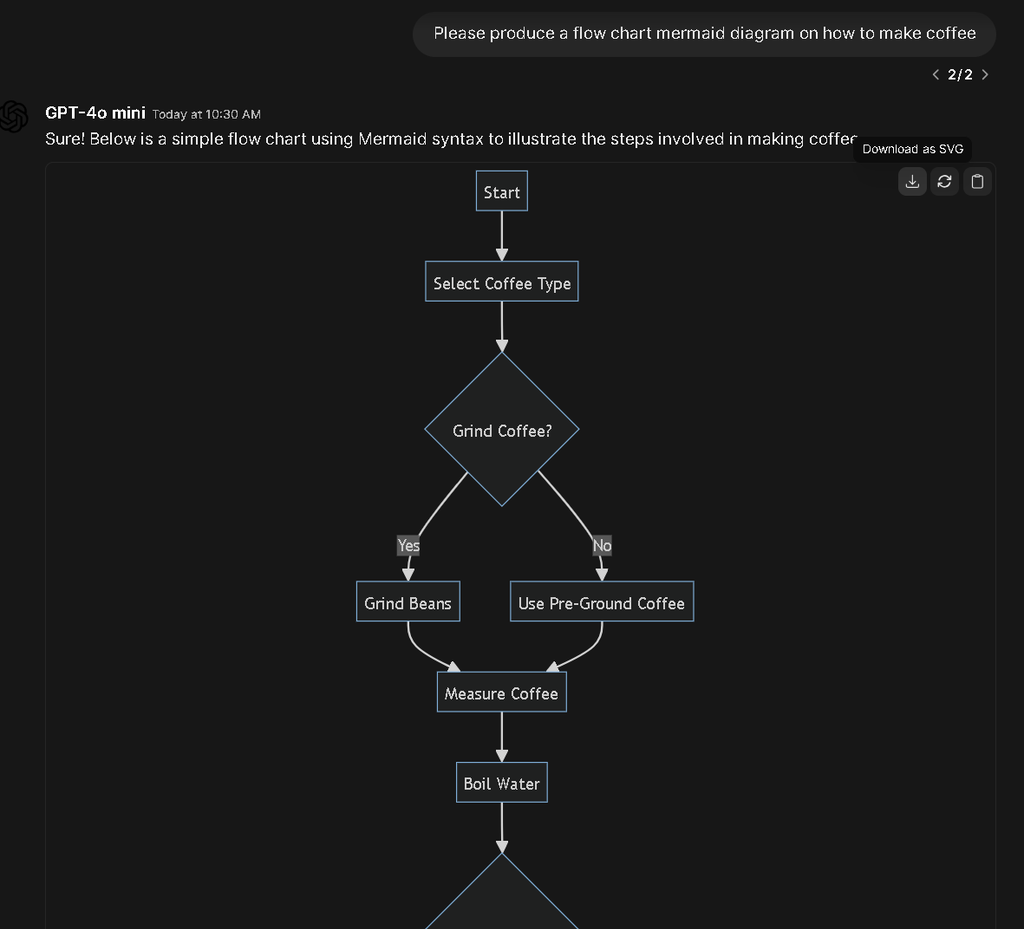 Please produce a flow chart mermaid diagram on how to make coffee
2/2
GPT-4o mini Today at 10:30 AM
Sure! Below is a simple flow chart using Mermaid syntax to illustrate the steps involved in making coffee
Download as SVG
Start
Select Coffee Type
Grind Coffee?
Yes
No
Grind Beans
Use Pre-Ground Coffee
Measure Coffee
Boil Water